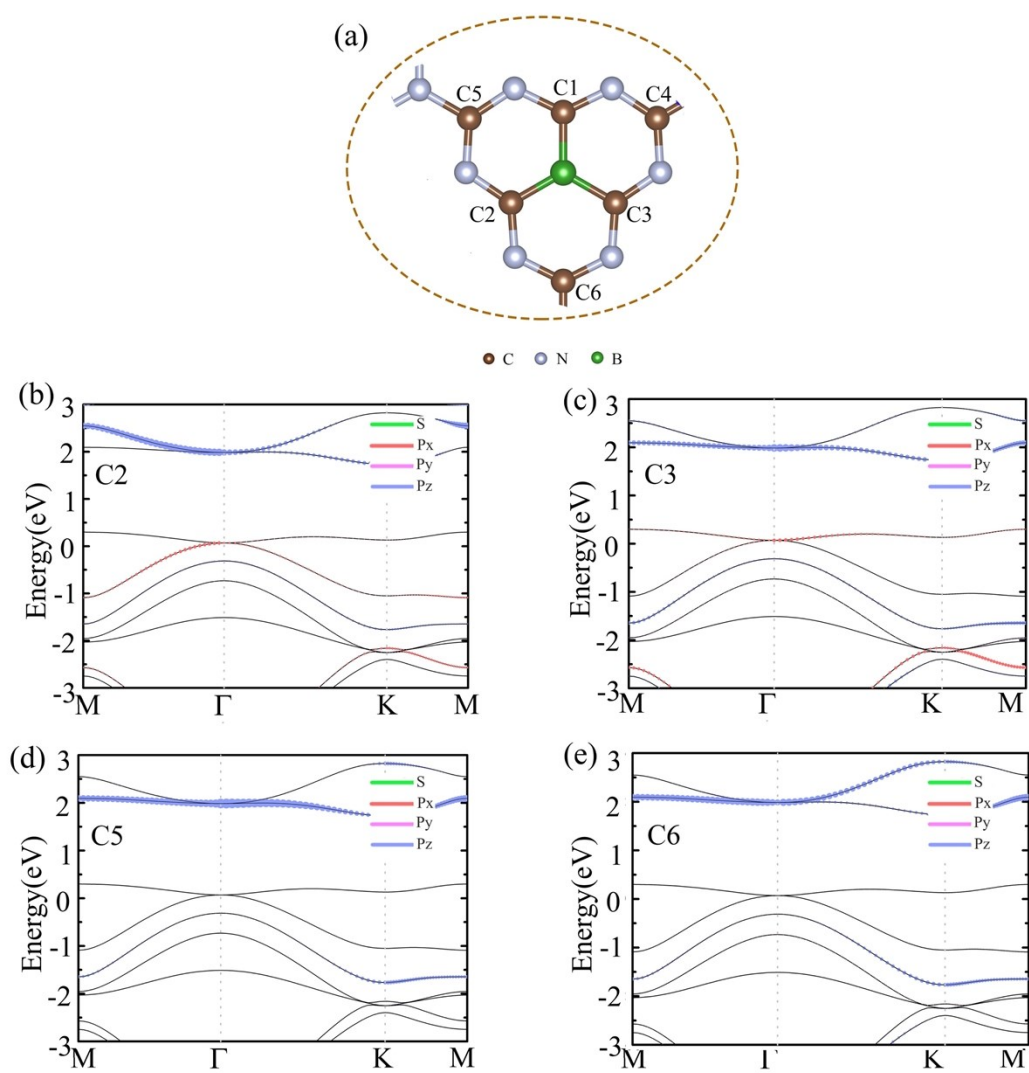 (a)
C5 C1 C4
C2 C3
C6
C N B
(b)
3
2
1
0
-1
-2
-3
Energy(eV)
C2
S
Px
Py
Pz
M Γ K M
(c)
3
2
1
0
-1
-2
-3
Energy(eV)
C3
S
Px
Py
Pz
M Γ K M
(d)
3
2
1
0
-1
-2
-3
Energy(eV)
C5
S
Px
Py
Pz
M Γ K M
(e)
3
2
1
0
-1
-2
-3
Energy(eV)
C6
S
Px
Py
Pz
M Γ K M